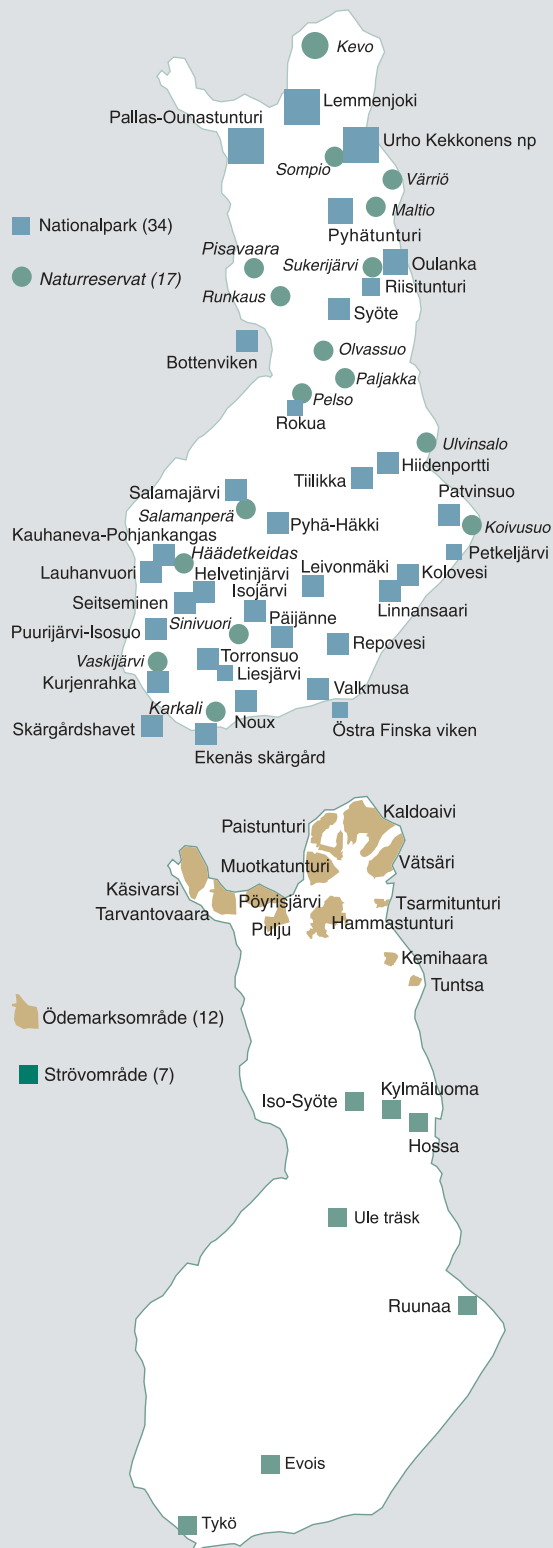 Kevo
Lemmenjoki
Pallas-Ounastunturi
Urho Kekkonens np
Sompio
Värriö
Maltio
Nationalpark (34)
Pyhätunturi
Pisavaara
Sukerijärvi
Oulanka
Naturreservat (17)
Riisitunturi
Runkaus
Syöte
Olvassuo
Bottenviken
Paljakka
Pelso
Rokua
Ulvinsalo
Hiidenportti
Tiilikka
Patvinsuo
Salamajärvi
Salamanperä
Pyhä-Häkki
Koivusuo
Kauhaneva-Pohjankangas
Häädetkeidas
Petkeljärvi
Leivonmäki
Lauhanvuori
Helvetinjärvi
Kolovesi
Isojärvi
Seitseminen
Linnansaari
Sinivuori
Päijänne
Puurijärvi-Isosuo
Repovesi
Torronsuo
Vaskijärvi
Liesjärvi
Kurjenrahka
Valkmusa
Karkali
Noux
Skärgårdshavet
Östra Finska viken
Ekenäs skärgård
Kaldoaivi
Paistunturi
Muotkatunturi
Vätsäri
Käsivarsi
Tsarmitunturi
Pöyrisjärvi
Tarvantovaara
Hammastunturi
Pulju
Kemihaara
Tuntsa
Ödemarksområde (12)
Strövområde (7)
Kylmäluoma
Iso-Syöte
Hossa
Ule träsk
Ruunaa
Evois
Tykö